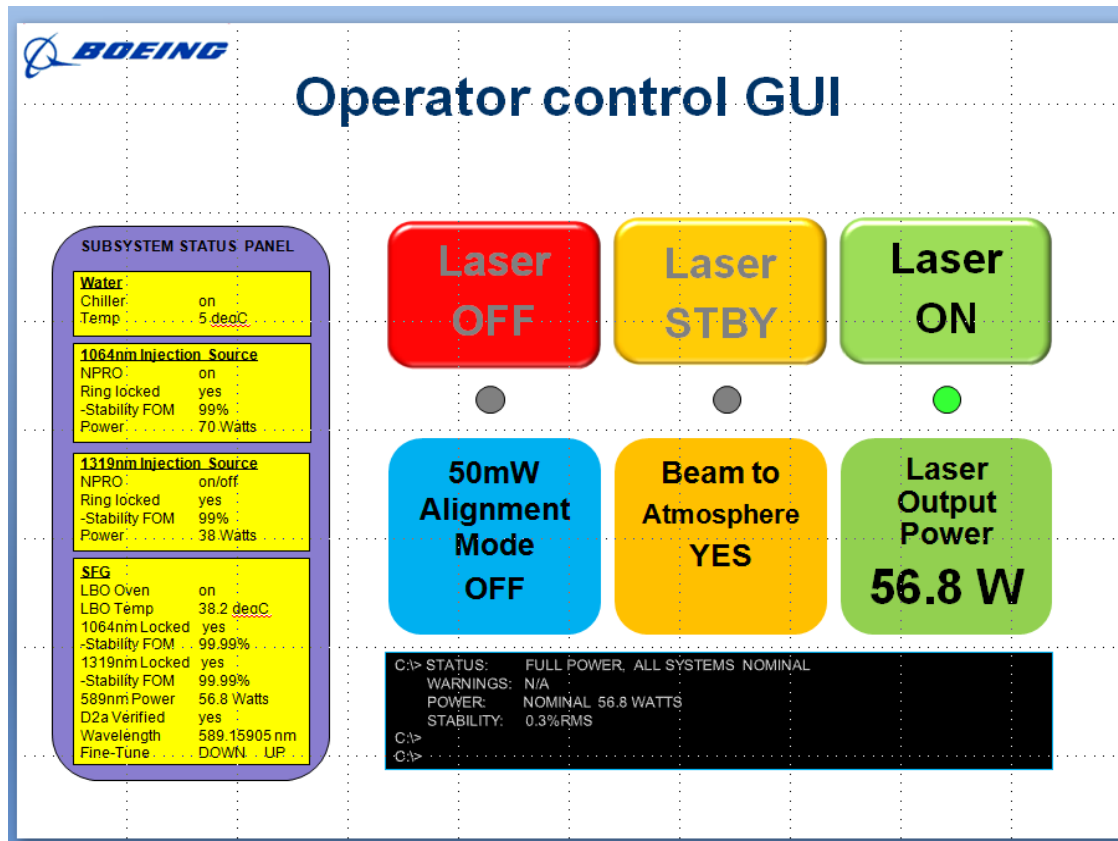 BOEING
Operator control GUI
SUBSYSTEM STATUS PANEL
Water
Chiller on
Temp 5 degC
1064nm Injection Source
NPRO on
Ring locked yes
-Stability FOM 99%
Power 70 Watts
1319nm Injection Source
NPRO on/off
Ring locked yes
-Stability FOM 99%
Power 38 Watts
SFG
LBO Oven on
LBO Temp 38.2 degC
1064nm Locked yes
-Stability FOM 99.99%
1319nm Locked yes
-Stability FOM 99.99%
589nm Power 56.8 Watts
D2a Verified yes
Wavelength 589.15905 nm
Fine-Tune DOWN UP
Laser
OFF
Laser
STBY
Laser
ON
50mW
Alignment
Mode
OFF
Beam to
Atmosphere
YES
Laser
Output
Power
56.8 W
C:\> STATUS: FULL POWER, ALL SYSTEMS NOMINAL
WARNINGS: N/A
POWER: NOMINAL 56.8 WATTS
STABILITY: 0.3%RMS
C:\>
C:\>